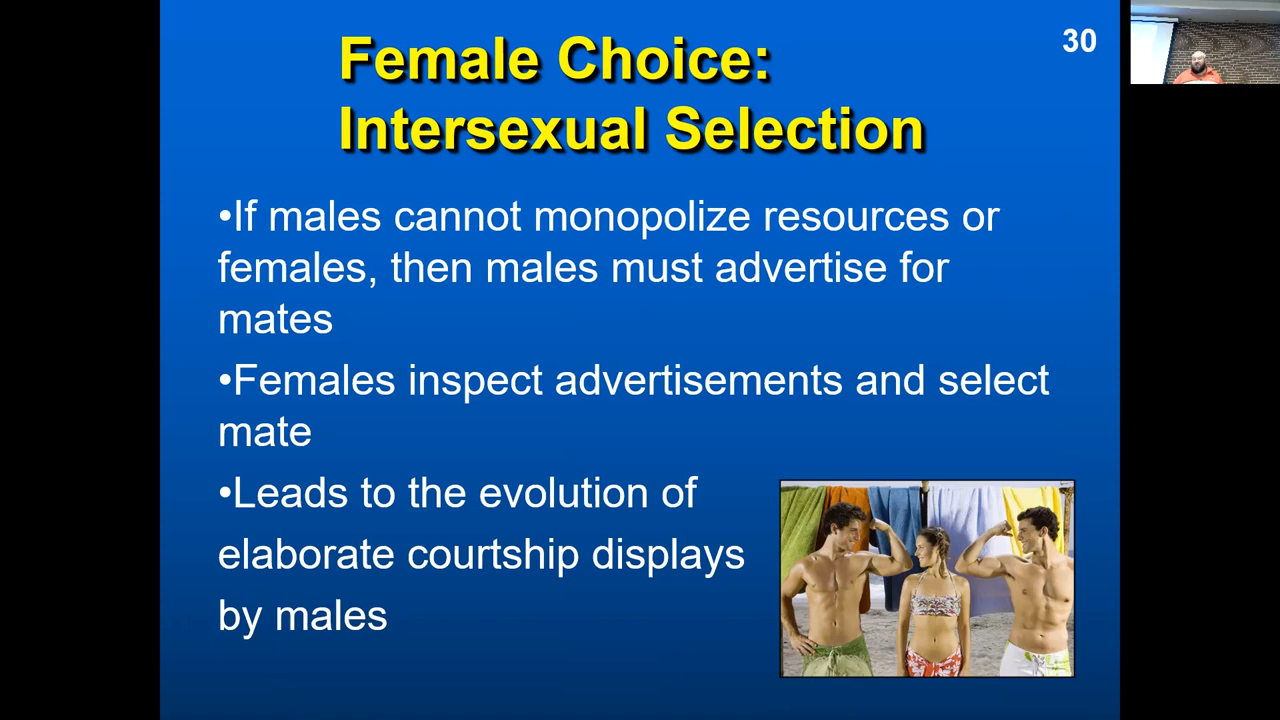 Female Choice:
Intersexual Selection
30
•If males cannot monopolize resources or
females, then males must advertise for
mates
•Females inspect advertisements and select
mate
•Leads to the evolution of
elaborate courtship displays
by males